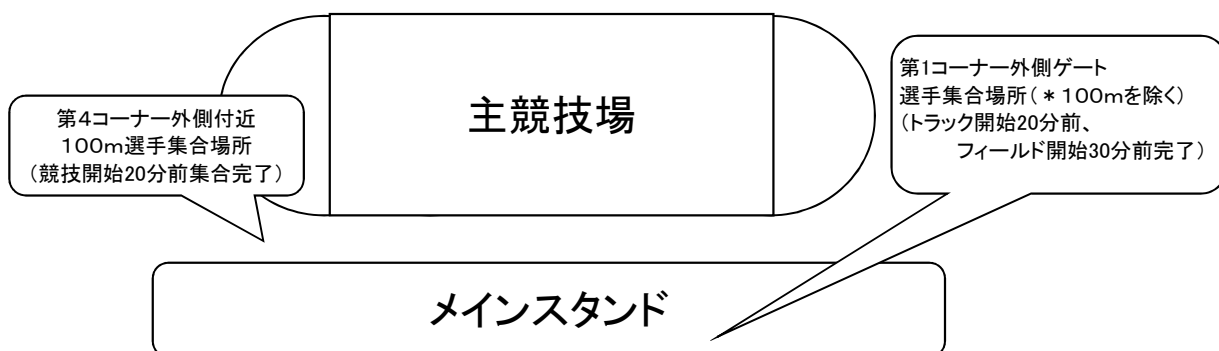 主競技場
第4コーナー外側付近
100m選手集合場所
（競技開始20分前集合完了）
第1コーナー外側ゲート
選手集合場所（＊100mを除く）
（トラック開始20分前、
フィールド開始30分前完了）
メインスタンド